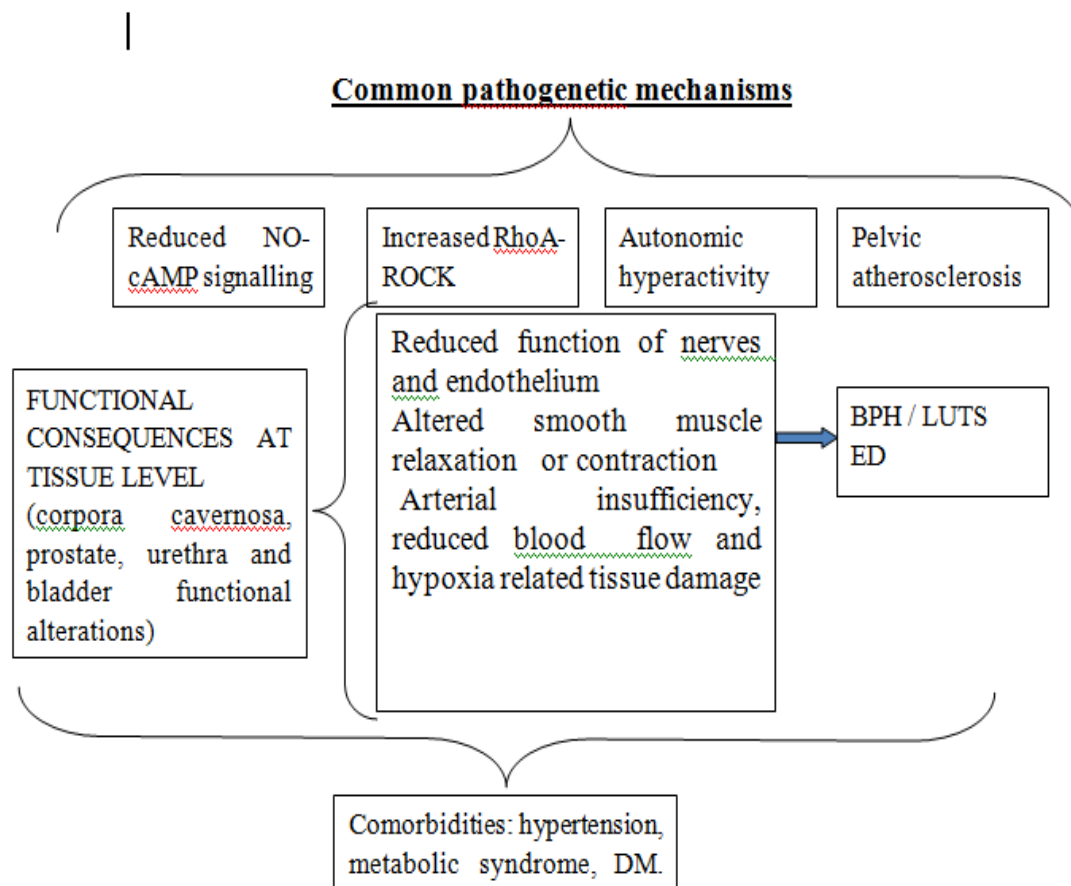 Common pathogenetic mechanisms
Reduced NO-
cAMP signalling
Increased RhoA-
ROCK
Autonomic
hyperactivity
Pelvic
atherosclerosis
FUNCTIONAL
CONSEQUENCES AT
TISSUE LEVEL
(corpora cavernosa,
prostate, urethra and
bladder functional
alterations)
Reduced function of nerves
and endothelium
Altered smooth muscle
relaxation or contraction
Arterial insufficiency,
reduced blood flow and
hypoxia related tissue damage
BPH / LUTS
ED
Comorbidities: hypertension,
metabolic syndrome, DM.